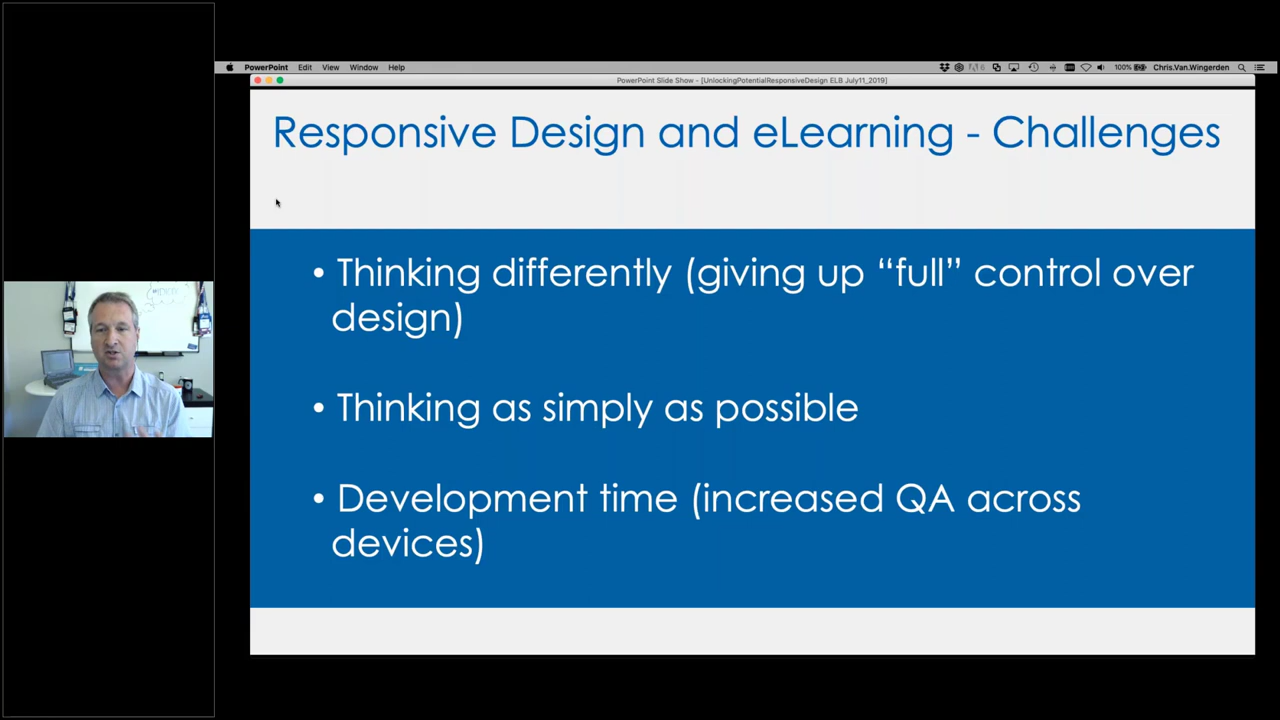 PowerPoint Edit View Window Help
100% Chris.Van.Wingerden
PowerPoint Slide Show - [UnlockingPotentialResponsiveDesign ELB July11_2019]
Responsive Design and eLearning - Challenges
• Thinking differently (giving up “full” control over
design)
• Thinking as simply as possible
• Development time (increased QA across
devices)